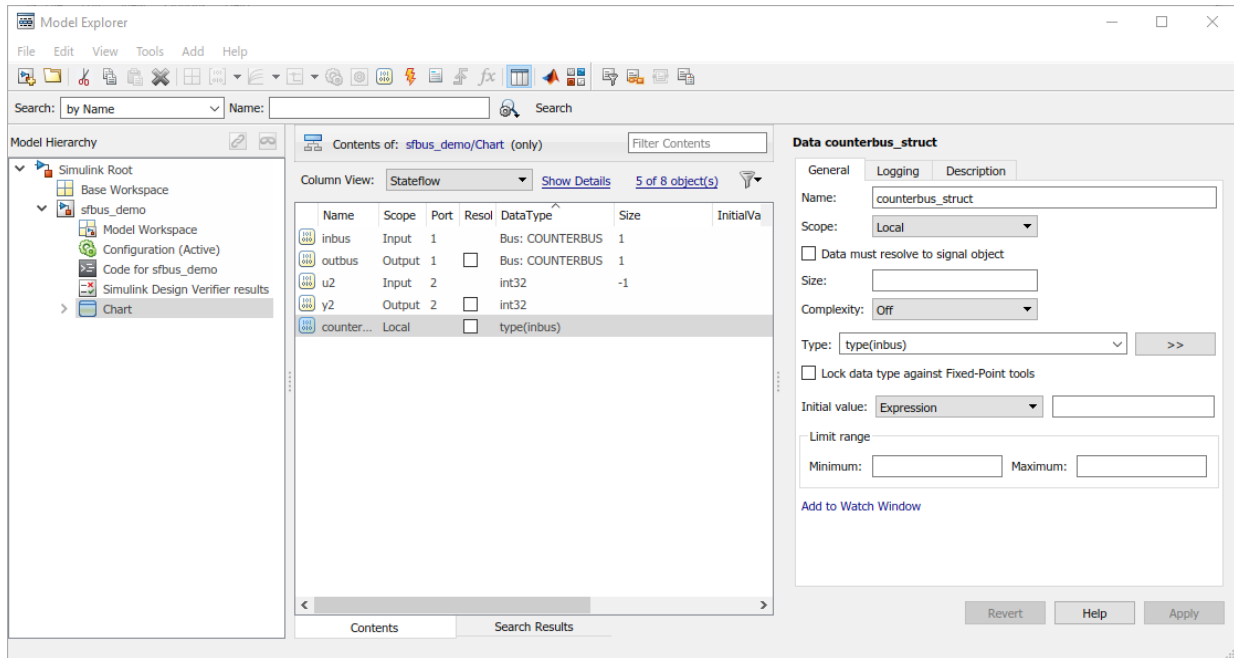 Model Explorer
File Edit View Tools Add Help
fx
Search: by Name Name: Search
Model Hierarchy
Simulink Root
Base Workspace
sfbus_demo
Model Workspace
Configuration (Active)
Code for sfbus_demo
Simulink Design Verifier results
Chart
Contents of: sfbus_demo/Chart (only) Filter Contents
Column View: Stateflow Show Details 5 of 8 object(s)
Name Scope Port Resol DataType Size InitialVa
inbus Input 1 Bus: COUNTERBUS 1
outbus Output 1 Bus: COUNTERBUS 1
u2 Input 2 int32 -1
y2 Output 2 int32
counter... Local type(inbus)
Contents Search Results
Data counterbus_struct
General Logging Description
Name: counterbus_struct
Scope: Local
Data must resolve to signal object
Size:
Complexity: Off
Type: type(inbus) >>
Lock data type against Fixed-Point tools
Initial value: Expression
Limit range
Minimum: Maximum:
Add to Watch Window
Revert Help Apply